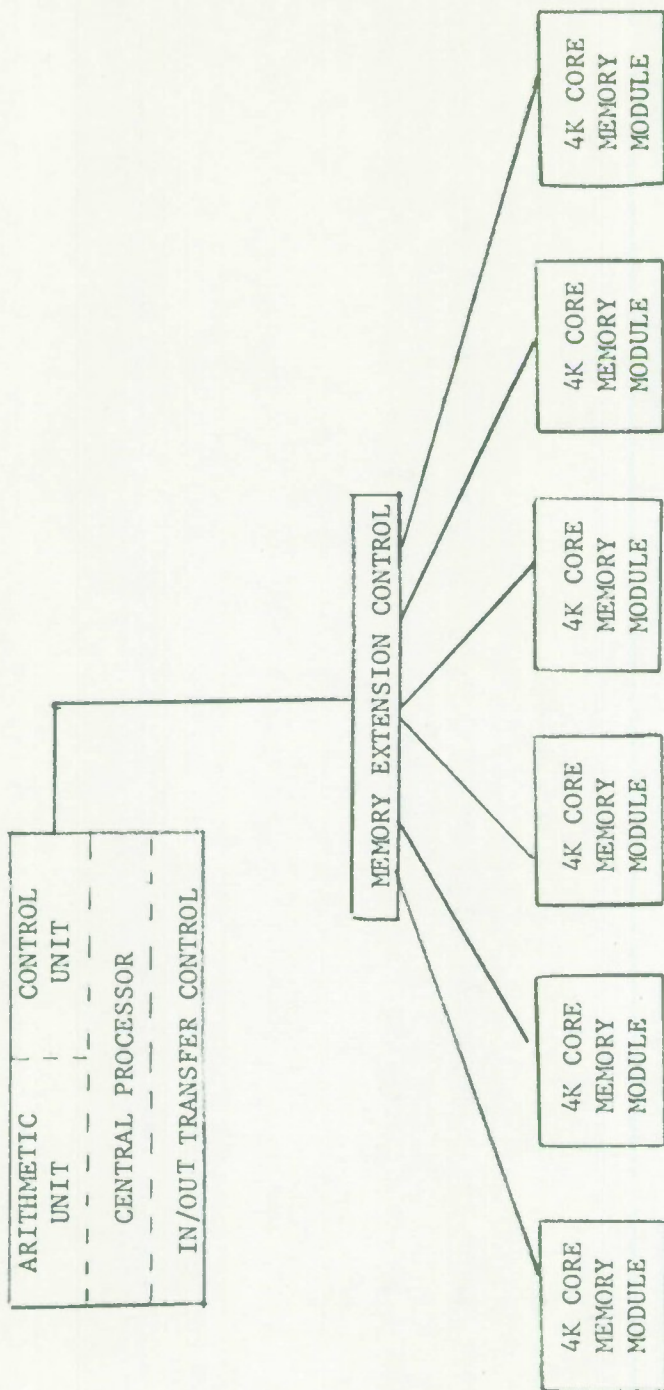 ARITHMETIC
UNIT
CONTROL
UNIT
CENTRAL PROCESSOR
IN/OUT TRANSFER CONTROL
MEMORY EXTENSION CONTROL
4K CORE
MEMORY
MODULE
4K CORE
MEMORY
MODULE
4K CORE
MEMORY
MODULE
4K CORE
MEMORY
MODULE
4K CORE
MEMORY
MODULE
4K CORE
MEMORY
MODULE